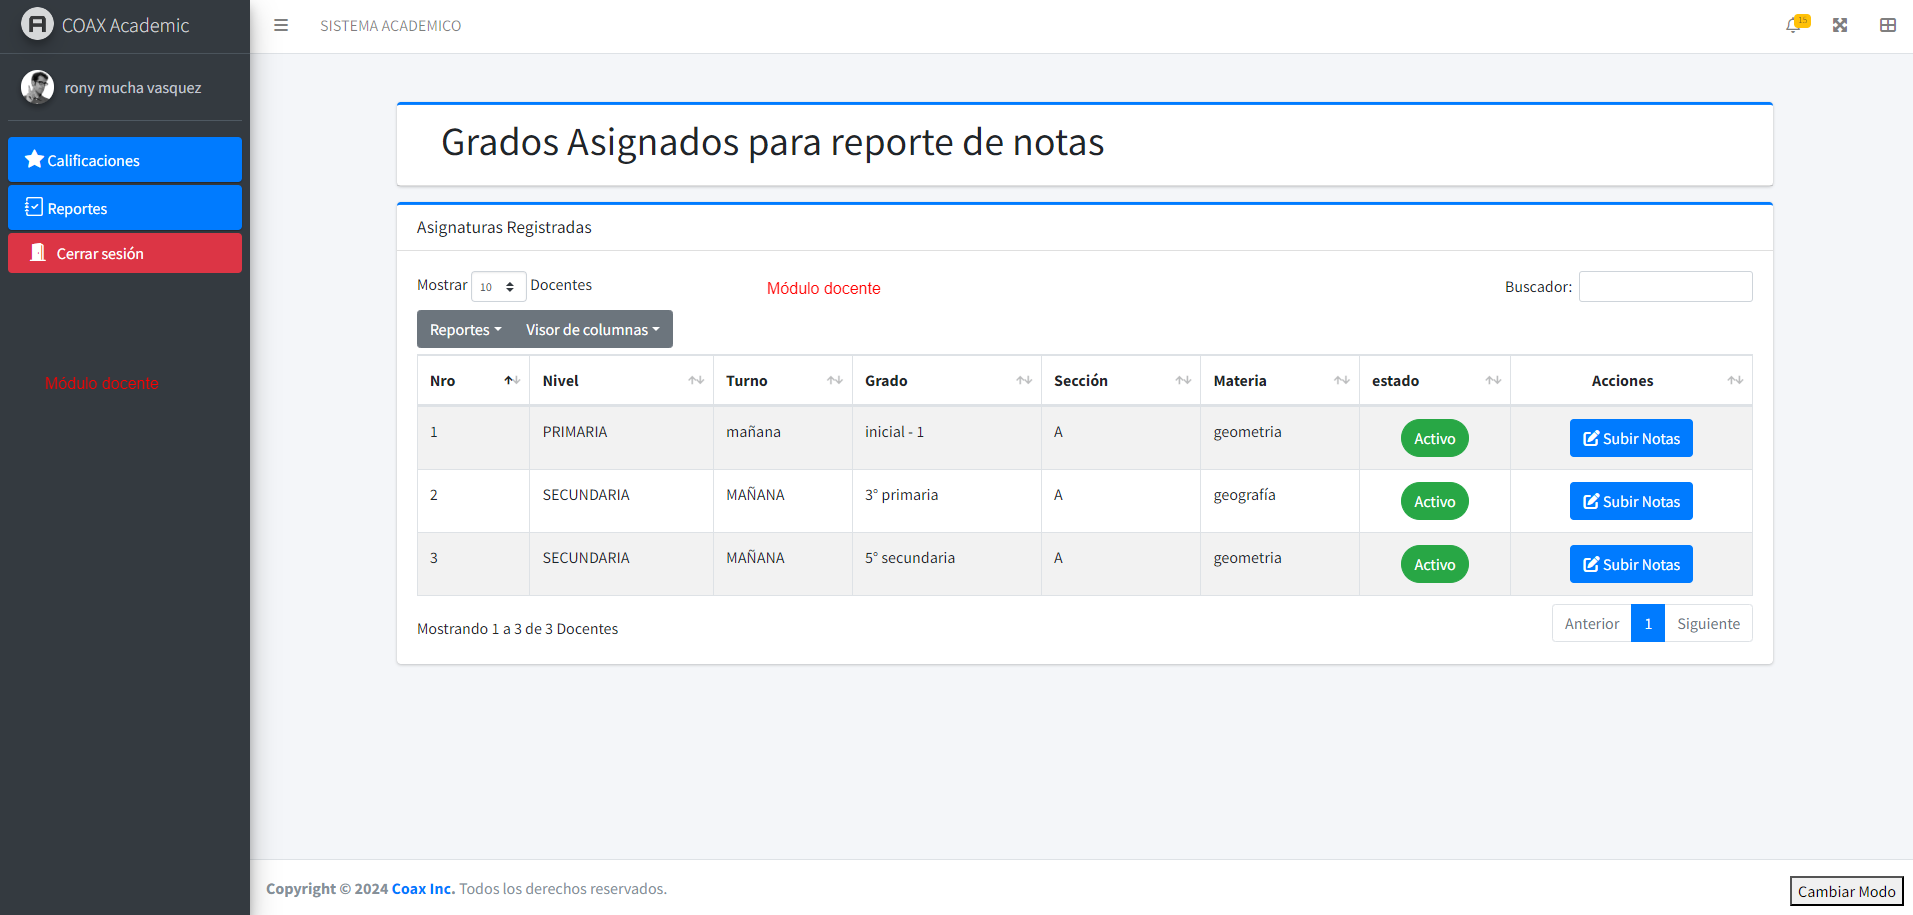 COAX Academic
SISTEMA ACADEMICO
15
rony mucha vasquez
Calificaciones
Reportes
Cerrar sesión
Módulo docente
Grados Asignados para reporte de notas
Asignaturas Registradas
Mostrar 10 Docentes
Módulo docente
Buscador:
Reportes Visor de columnas
Nro Nivel Turno Grado Sección Materia estado Acciones
1 PRIMARIA mañana inicial - 1 A geometria Activo Subir Notas
2 SECUNDARIA MAÑANA 3° primaria A geografía Activo Subir Notas
3 SECUNDARIA MAÑANA 5° secundaria A geometria Activo Subir Notas
Mostrando 1 a 3 de 3 Docentes
Anterior 1 Siguiente
Copyright © 2024 Coax Inc. Todos los derechos reservados.
Cambiar Modo